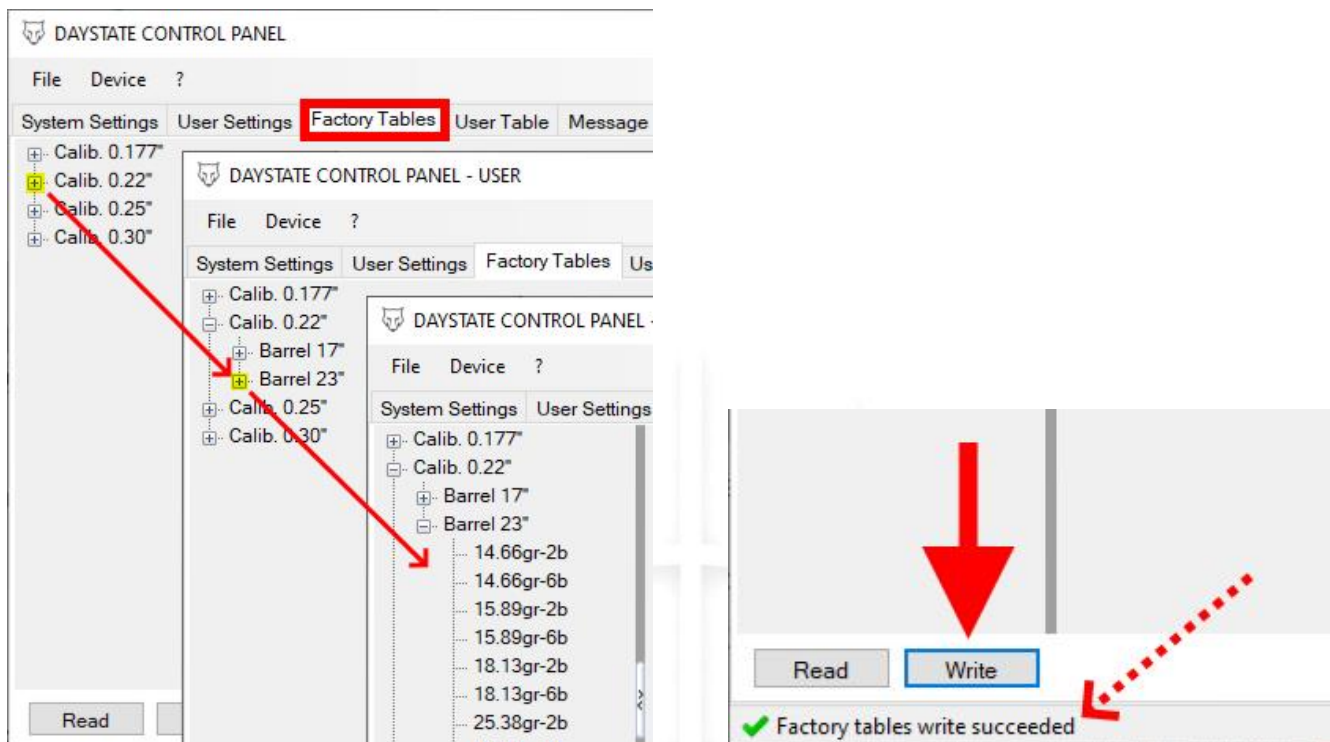 DAYSTATE CONTROL PANEL
File Device ?
System Settings User Settings Factory Tables User Table Message
Calib. 0.177"
Calib. 0.22"
Calib. 0.25"
Calib. 0.30"
Read
DAYSTATE CONTROL PANEL - USER
File Device ?
System Settings User Settings Factory Tables Us
Calib. 0.177"
Calib. 0.22"
Barrel 17"
Barrel 23"
Calib. 0.25"
Calib. 0.30"
DAYSTATE CONTROL PANEL -
File Device ?
System Settings User Settings
Calib. 0.177"
Calib. 0.22"
Barrel 17"
Barrel 23"
14.66gr-2b
14.66gr-6b
15.89gr-2b
15.89gr-6b
18.13gr-2b
18.13gr-6b
25.38gr-2b
Read Write
Factory tables write succeeded